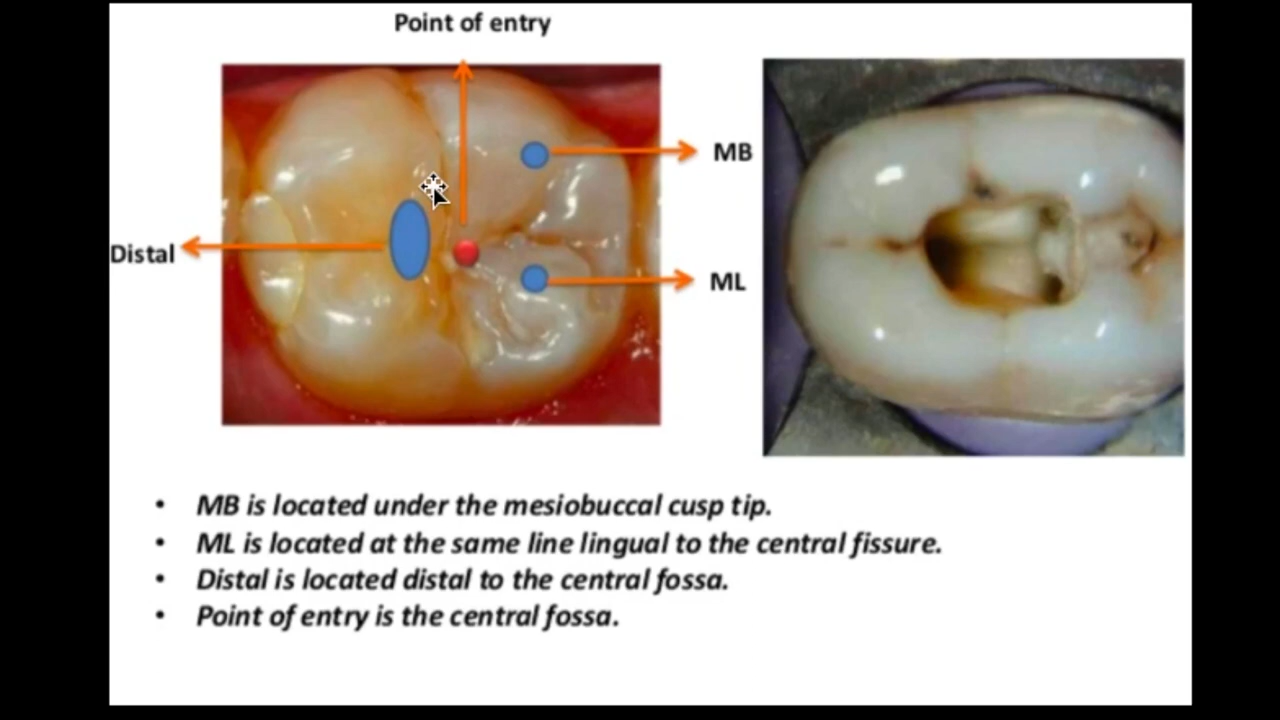 Point of entry
MB
Distal
ML
• MB is located under the mesiobuccal cusp tip.
• ML is located at the same line lingual to the central fissure.
• Distal is located distal to the central fossa.
• Point of entry is the central fossa.